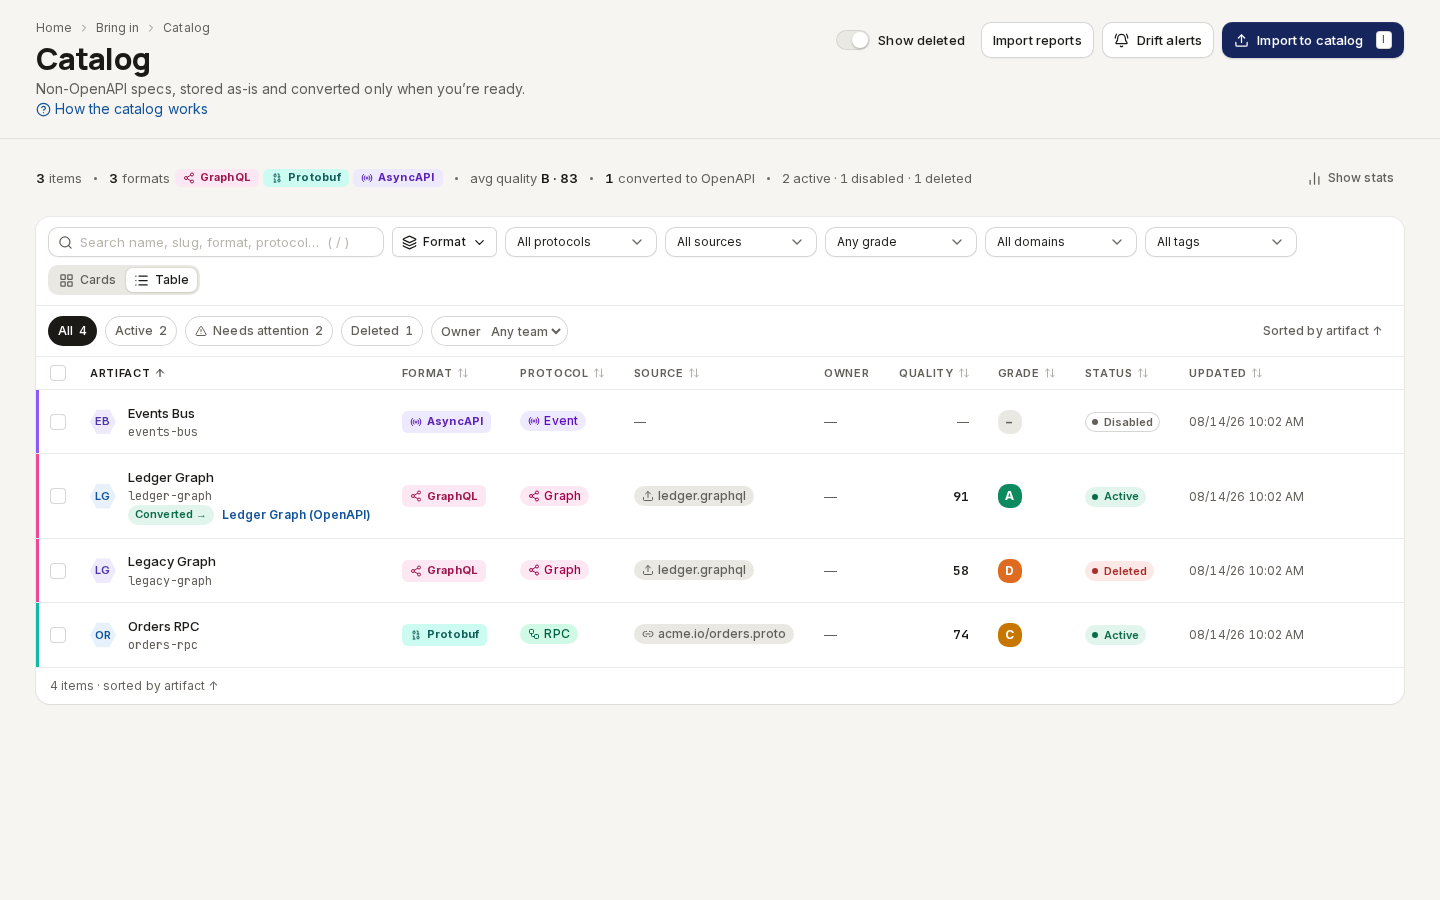 Home > Bring in > Catalog
Catalog
Non-OpenAPI specs, stored as-is and converted only when you’re ready.
How the catalog works
Show deleted
Import reports
Drift alerts
Import to catalog I
3 items • 3 formats GraphQL Protobuf AsyncAPI • avg quality B · 83 • 1 converted to OpenAPI • 2 active · 1 disabled · 1 deleted
Show stats
Search name, slug, format, protocol… ( / )
Format
All protocols
All sources
Any grade
All domains
All tags
Cards
Table
All 4
Active 2
Needs attention 2
Deleted 1
Owner Any team
Sorted by artifact ↑
ARTIFACT ↑ FORMAT PROTOCOL SOURCE OWNER QUALITY GRADE STATUS UPDATED
EB Events Bus
events-bus
AsyncAPI Event — — — – Disabled 08/14/26 10:02 AM
LG Ledger Graph
ledger-graph
Converted → Ledger Graph (OpenAPI)
GraphQL Graph ledger.graphql — 91 A Active 08/14/26 10:02 AM
LG Legacy Graph
legacy-graph
GraphQL Graph ledger.graphql — 58 D Deleted 08/14/26 10:02 AM
OR Orders RPC
orders-rpc
Protobuf RPC acme.io/orders.proto — 74 C Active 08/14/26 10:02 AM
4 items · sorted by artifact ↑